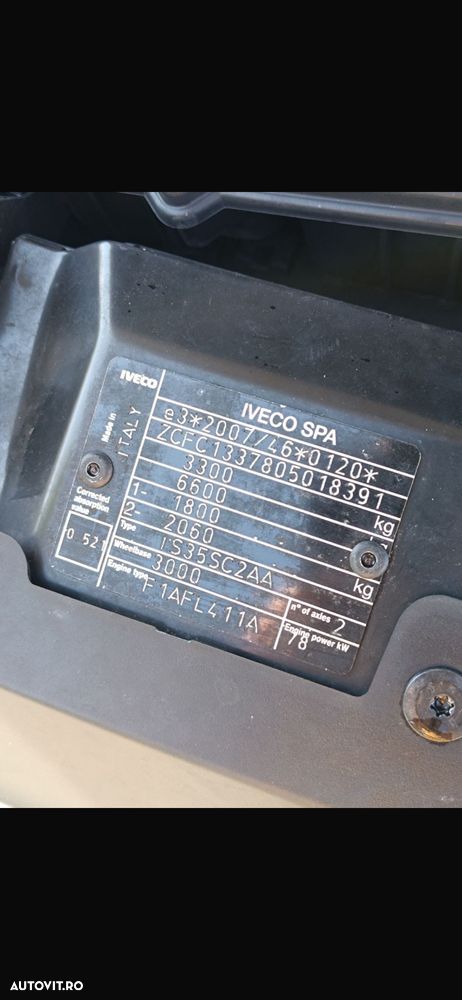 IVECO
IVECO SPA
Made in
ITALY
e3*2007/46*0120*
ZCFC1337805018391
3300 kg
6600
1- 1800
2- 2060 kg
Corrected
absorption
value
0 521
Type IS35SC2AA
Wheelbase 3000
n° of axles 2
Engine type F1AFL411A
Engine power kW
78
AUTOVIT.RO